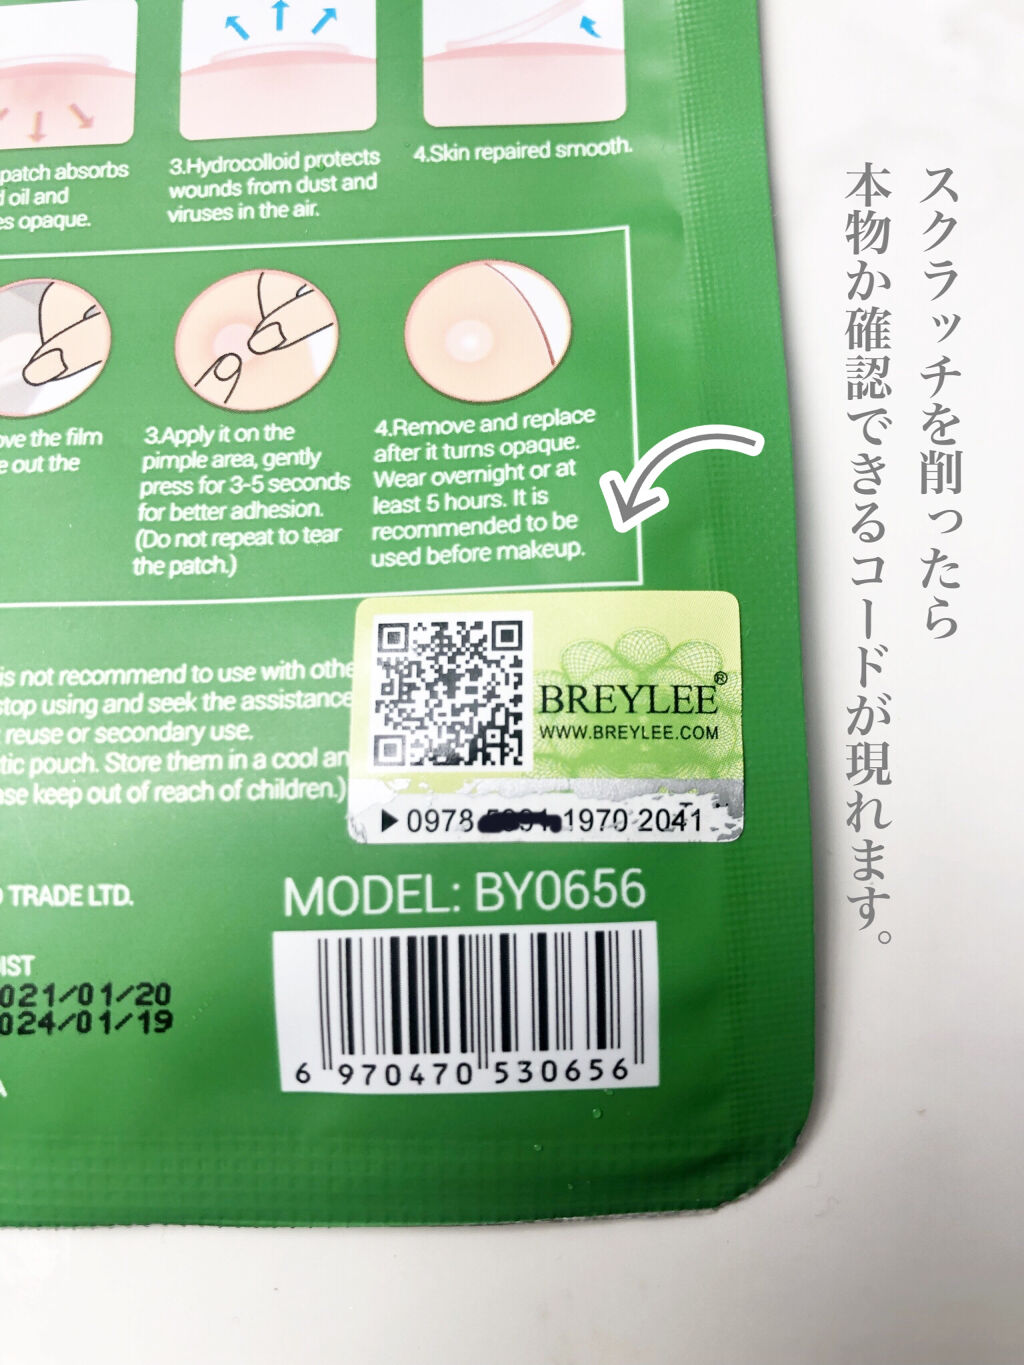 スクラッチを削ったら
本物か確認できるコードが現れます。
patch absorbs
oil and
opaque.
3.Hydrocolloid protects
wounds from dust and
viruses in the air.
4.Skin repaired smooth.
the film
out the
3.Apply it on the
pimple area, gently
press for 3-5 seconds
for better adhesion.
(Do not repeat to tear
the patch.)
4.Remove and replace
after it turns opaque.
Wear overnight or at
least 5 hours. It is
recommended to be
used before makeup.
is not recommend to use with
stop using and seek the assistance
reuse or secondary use.
pouch. Store them in a cool
keep out of reach of children.)
BREYLEE®
WWW.BREYLEE.COM
0978 1970 2041
TRADE LTD.
MODEL: BY0656
021/01/20
024/01/19
6 970470 530656